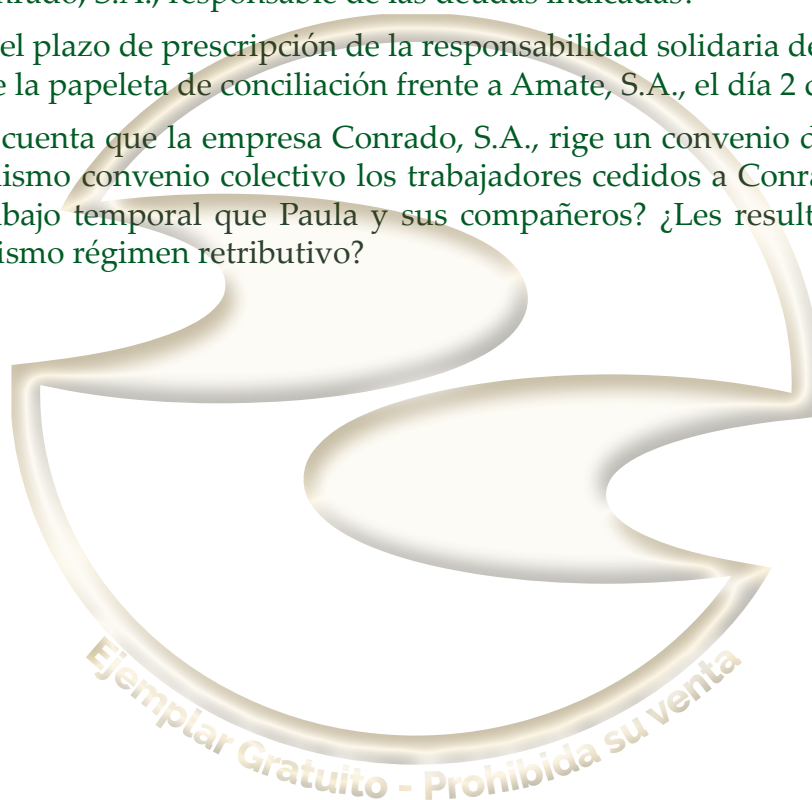 onrado, S.A., responsable de las deudas indicadas?
el plazo de prescripción de la responsabilidad solidaria de
e la papeleta de conciliación frente a Amate, S.A., el día 2 d
cuenta que la empresa Conrado, S.A., rige un convenio d
ismo convenio colectivo los trabajadores cedidos a Conra
bajo temporal que Paula y sus compañeros? ¿Les result
ismo régimen retributivo?
Ejemplar Gratuito - Prohibida su venta